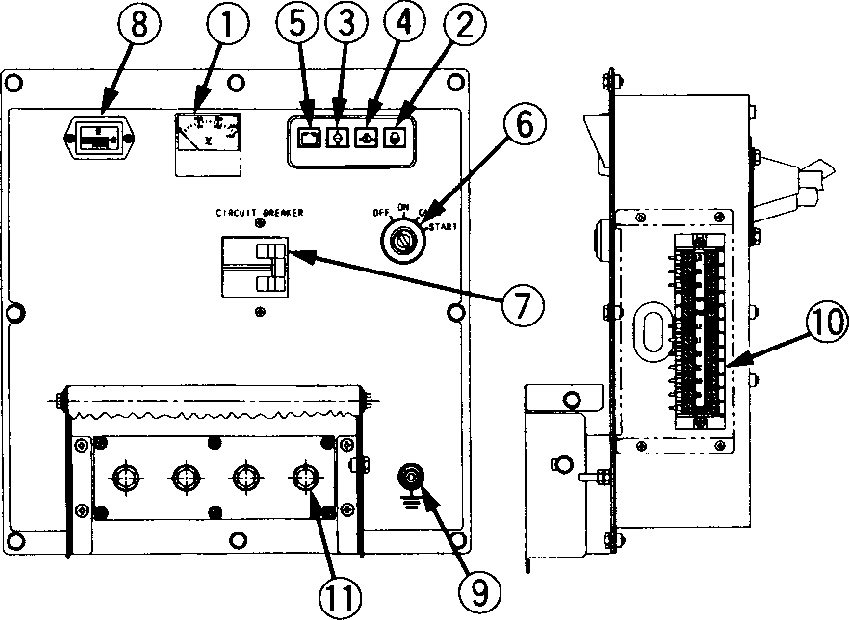 8 1 5 3 4 2
6
CIRCUIT BREAKER
OFF ON
START
7
10
11
9